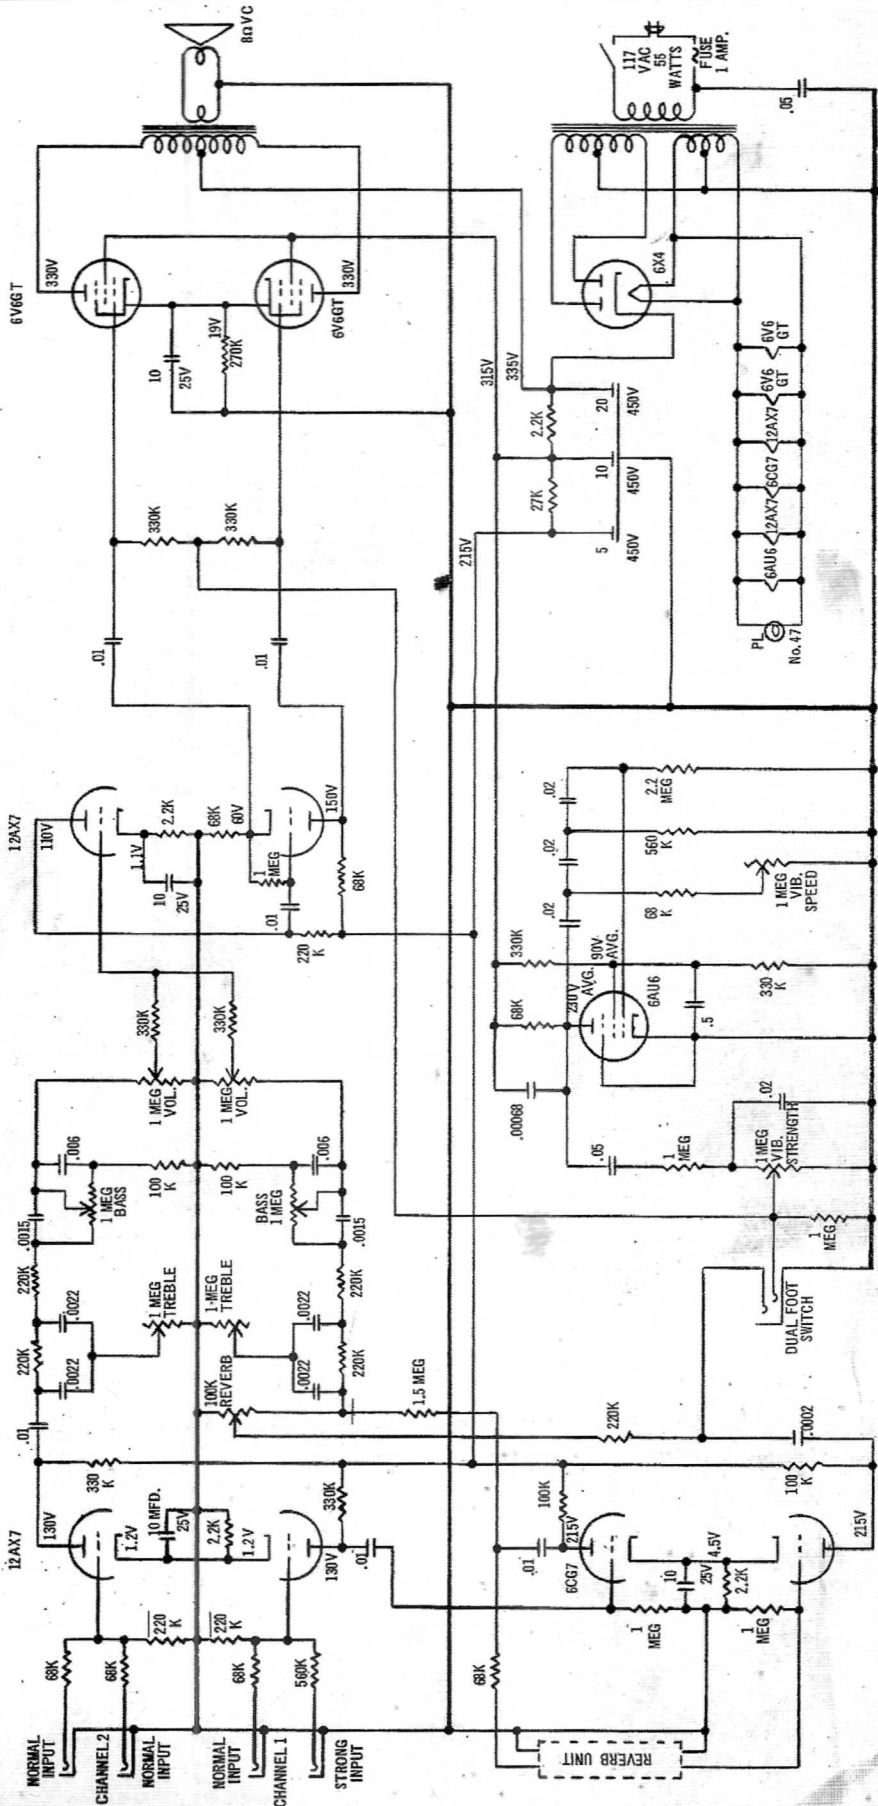 8ΩVC
6V6GT
330V
330V
6V6GT
10
25V
19V
270K
330K
330K
.01
.01
315V
335V
215V
117
VAC
55
WATTS
FUSE
1 AMP.
.05
6X4
2.2K
27K
20
450V
10
450V
5
450V
6V6
GT
6V6
GT
12AX7
6CG7
12AX7
6AU6
PL
No. 47
12AX7
110V
1.1V
2.2K
68K
60V
10
25V
1
MEG
.01
150V
68K
220
K
330K
330K
1 MEG
VOL.
1 MEG
VOL.
.006
.006
100
K
100
K
1 MEG
BASS
BASS
1 MEG
.0015
.0015
220K
220K
1 MEG
TREBLE
1-MEG
TREBLE
.0022
.0022
.0022
.0022
220K
220K
100K
REVERB
.01
1.5 MEG
.02
.02
.02
2.2
MEG
560
K
68
K
1 MEG
VIB.
SPEED
330K
68K
230V
AVG.
90V
AVG.
6AU6
.5
330
K
.00068
.05
1
MEG
1 MEG
VIB.
STRENGTH
.02
1
MEG
DUAL FOOT
SWITCH
220K
.0002
12AX7
130V
330
K
1.2V
10 MFD.
25V
2.2K
1.2V
330K
130V
.01
68K
68K
220
K
220
K
68K
560K
NORMAL
INPUT
CHANNEL 2
NORMAL
INPUT
NORMAL
INPUT
CHANNEL 1
STRONG
INPUT
100K
.01
215V
6CG7
100
K
10
25V
4.5V
2.2K
215V
1
MEG
1
MEG
68K
REVERB UNIT